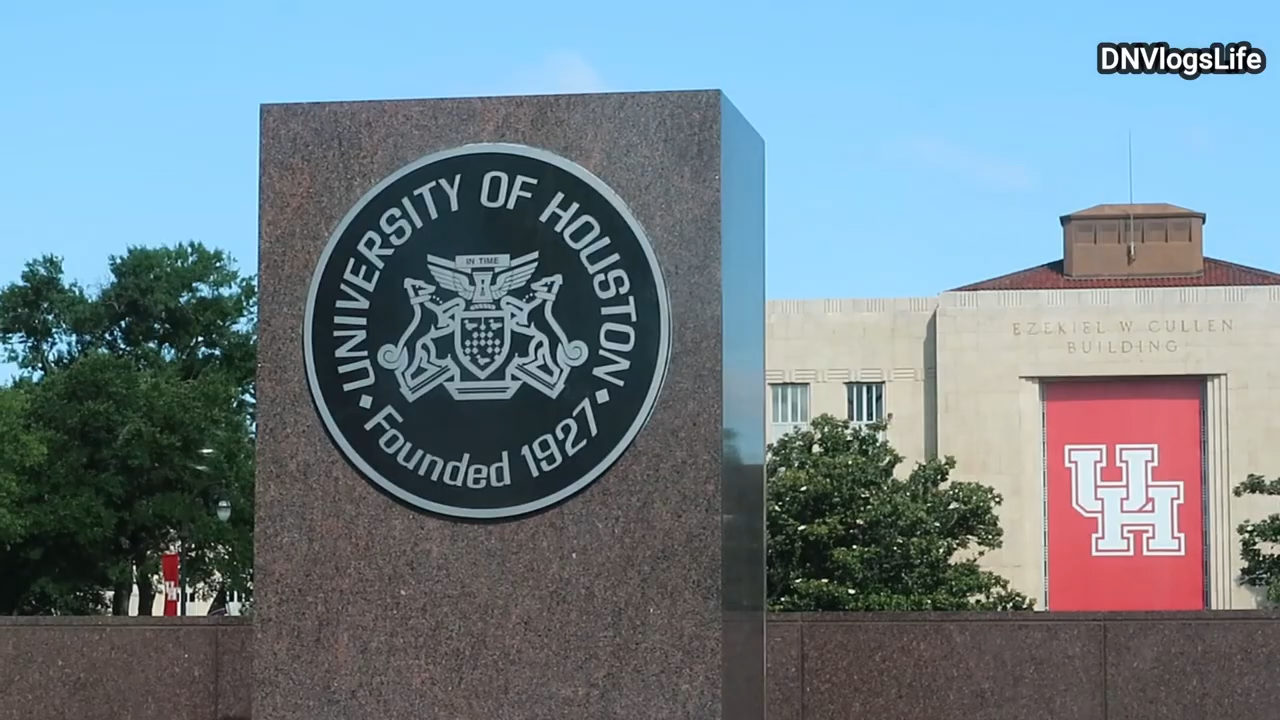 DNVlogsLife
UNIVERSITY OF HOUSTON
IN TIME
Founded 1927
EZEKIEL W CULLEN
BUILDING
UH